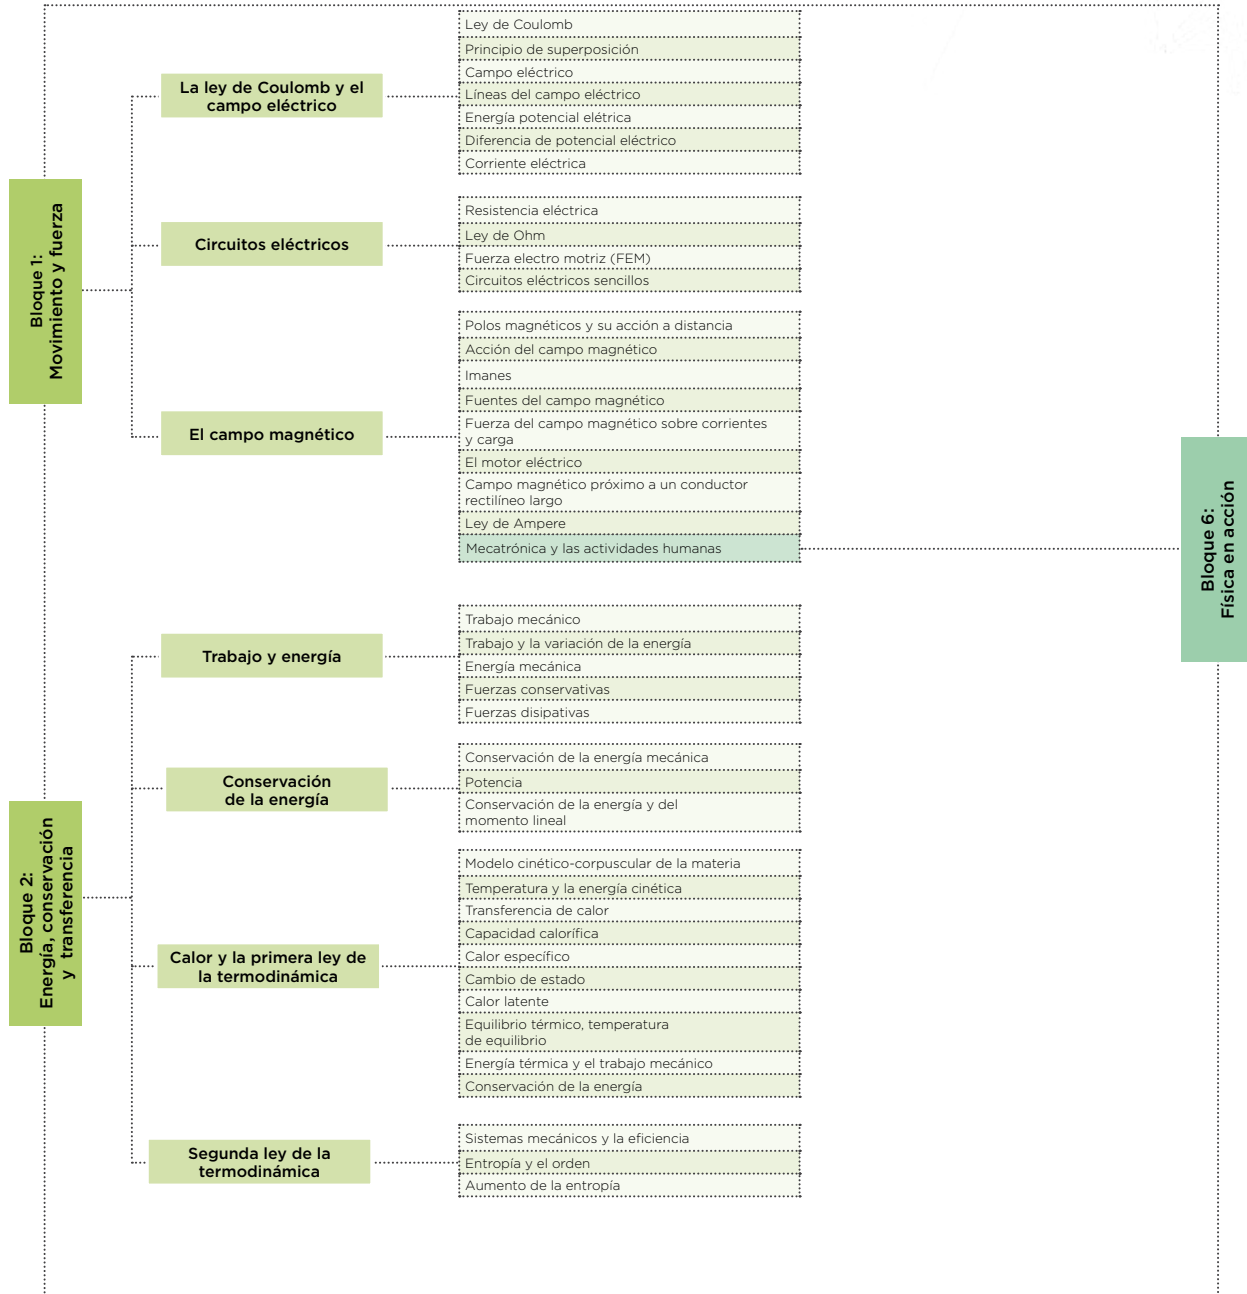 Bloque 1:
Movimiento y fuerza
La ley de Coulomb y el
campo eléctrico
Ley de Coulomb
Principio de superposición
Campo eléctrico
Líneas del campo eléctrico
Energía potencial elétrica
Diferencia de potencial eléctrico
Corriente eléctrica
Circuitos eléctricos
Resistencia eléctrica
Ley de Ohm
Fuerza electro motriz (FEM)
Circuitos eléctricos sencillos
El campo magnético
Polos magnéticos y su acción a distancia
Acción del campo magnético
Imanes
Fuentes del campo magnético
Fuerza del campo magnético sobre corrientes
y carga
El motor eléctrico
Campo magnético próximo a un conductor
rectilíneo largo
Ley de Ampere
Mecatrónica y las actividades humanas
Bloque 6:
Física en acción
Bloque 2:
Energía, conservación
y transferencia
Trabajo y energía
Trabajo mecánico
Trabajo y la variación de la energía
Energía mecánica
Fuerzas conservativas
Fuerzas disipativas
Conservación
de la energía
Conservación de la energía mecánica
Potencia
Conservación de la energía y del
momento lineal
Calor y la primera ley de
la termodinámica
Modelo cinético-corpuscular de la materia
Temperatura y la energía cinética
Transferencia de calor
Capacidad calorífica
Calor específico
Cambio de estado
Calor latente
Equilibrio térmico, temperatura
de equilibrio
Energía térmica y el trabajo mecánico
Conservación de la energía
Segunda ley de la
termodinámica
Sistemas mecánicos y la eficiencia
Entropía y el orden
Aumento de la entropía